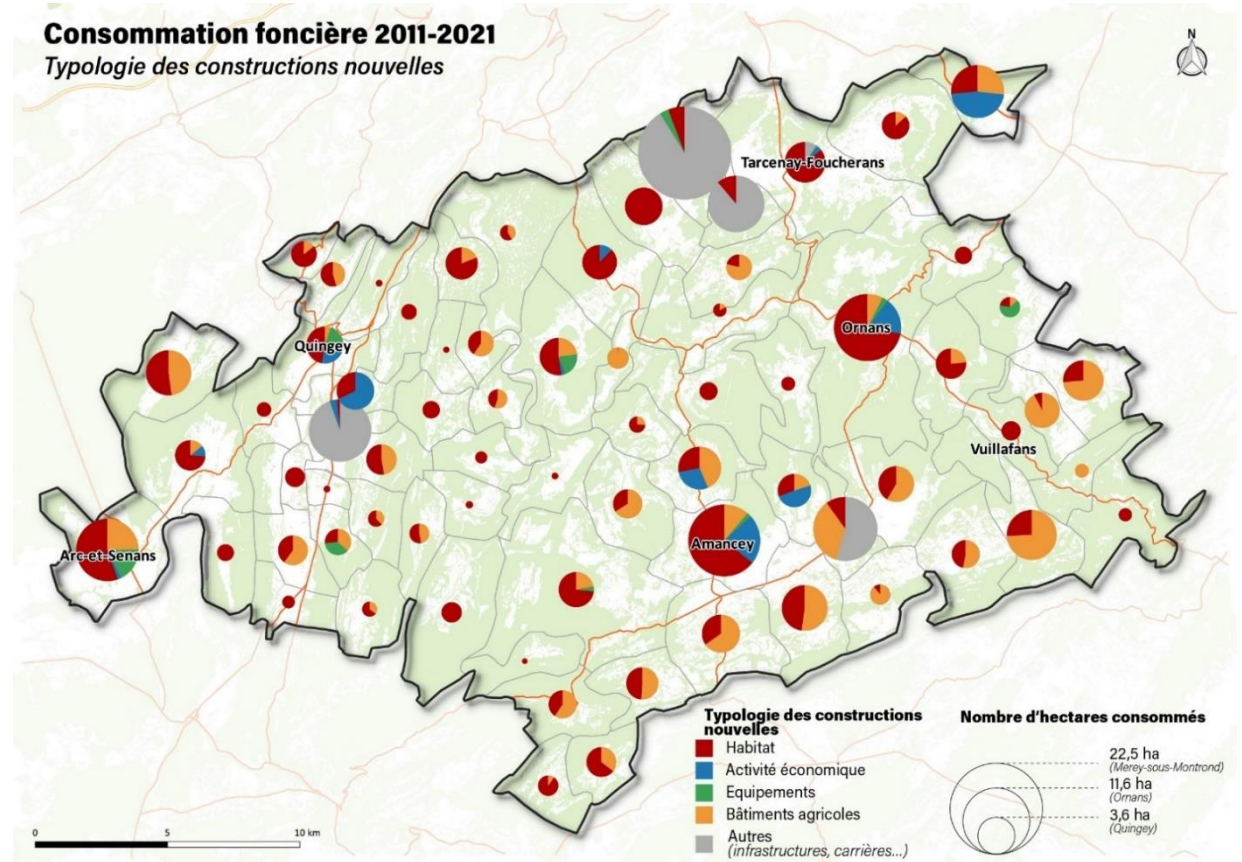 Consommation foncière 2011-2021
Typologie des constructions nouvelles
N
Tarcenay-Foucherans
Ornans
Quingey
Vuillafans
Amancey
Arc-et-Senans
Typologie des constructions
nouvelles
Habitat
Activité économique
Equipements
Bâtiments agricoles
Autres
(infrastructures, carrières...)
Nombre d'hectares consommés
22,5 ha
(Merey-sous-Montrond)
11,6 ha
(Ornans)
3,6 ha
(Quingey)
0 5 10 km